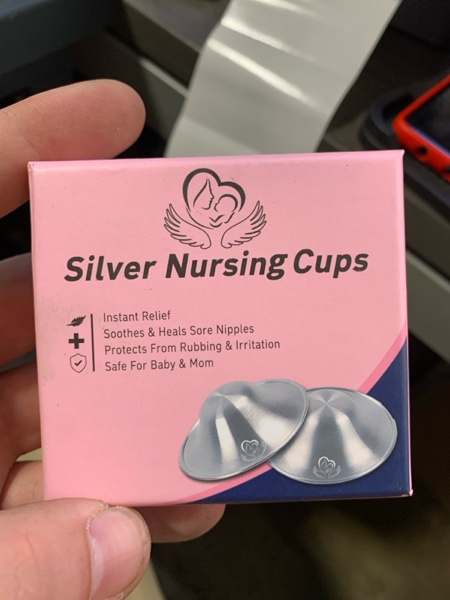 Silver Nursing Cups
Instant Relief
Soothes & Heals Sore Nipples
Protects From Rubbing & Irritation
Safe For Baby & Mom